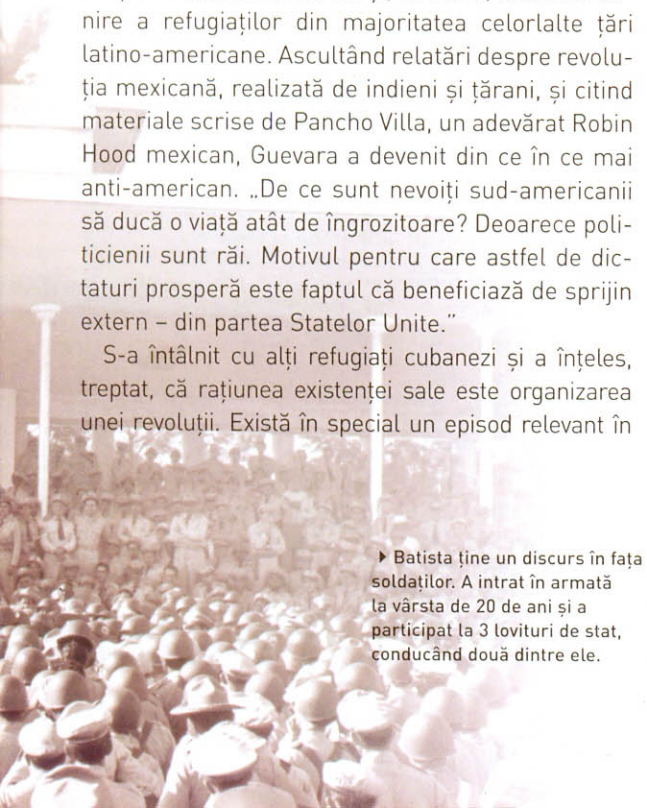 nire a refugiaților din majoritatea celorlalte țări
latino-americane. Ascultând relatări despre revolu-
ția mexicană, realizată de indieni și țărani, și citind
materiale scrise de Pancho Villa, un adevărat Robin
Hood mexican, Guevara a devenit din ce în ce mai
anti-american. „De ce sunt nevoiți sud-americanii
să ducă o viață atât de îngrozitoare? Deoarece poli-
ticienii sunt răi. Motivul pentru care astfel de dic-
taturi prosperă este faptul că beneficiază de sprijin
extern – din partea Statelor Unite.”
S-a întâlnit cu alți refugiați cubanezi și a înțeles,
treptat, că rațiunea existenței sale este organizarea
unei revoluții. Există în special un episod relevant în
▶ Batista ține un discurs în fața
soldaților. A intrat în armată
la vârsta de 20 de ani și a
participat la 3 lovituri de stat,
conducând două dintre ele.